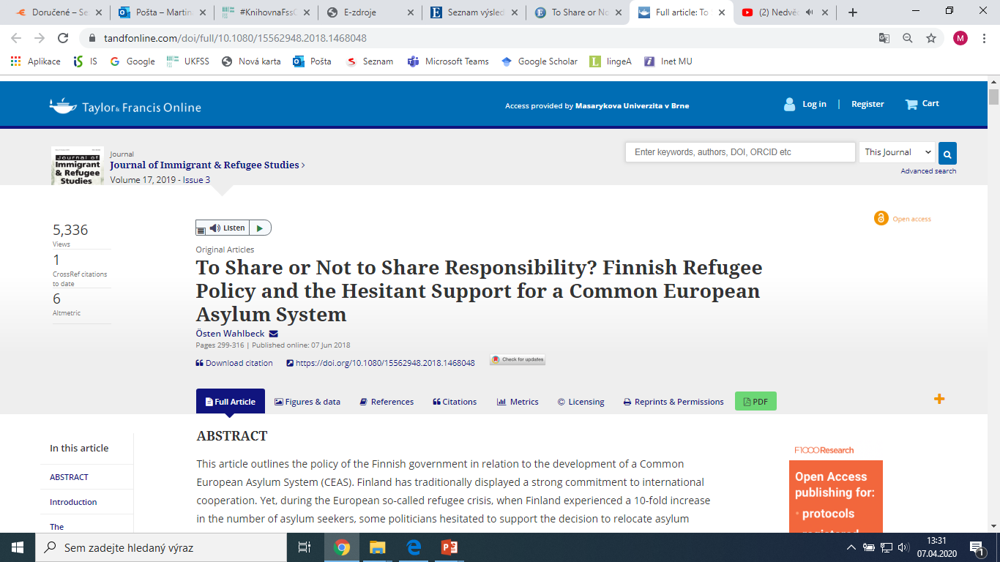 Doručené – Se
Pošta – Martin
#KnihovnaFssC
E-zdroje
Seznam výsled
To Share or No
Full article: To
(2) Nedvěd
tandfonline.com/doi/full/10.1080/15562948.2018.1468048
M
Aplikace
IS
Google
UKFSS
Nová karta
Pošta
Seznam
Microsoft Teams
Google Scholar
lingeA
Inet MU
Taylor & Francis Online
Access provided by Masarykova Univerzita v Brne
Log in | Register
Cart
Journal of
Immigrant
& Refugee
Studies
Journal
Journal of Immigrant & Refugee Studies ›
Volume 17, 2019 - Issue 3
Enter keywords, authors, DOI, ORCID etc
This Journal
Advanced search
5,336
Views
1
CrossRef citations
to date
6
Altmetric
Listen
Open access
Original Articles
To Share or Not to Share Responsibility? Finnish Refugee
Policy and the Hesitant Support for a Common European
Asylum System
Östen Wahlbeck
Pages 299-316 | Published online: 07 Jun 2018
Download citation
https://doi.org/10.1080/15562948.2018.1468048
Check for updates
Full Article
Figures & data
References
Citations
Metrics
Licensing
Reprints & Permissions
PDF
In this article
ABSTRACT
Introduction
The
ABSTRACT
This article outlines the policy of the Finnish government in relation to the development of a Common
European Asylum System (CEAS). Finland has traditionally displayed a strong commitment to international
cooperation. Yet, during the European so-called refugee crisis, when Finland experienced a 10-fold increase
in the number of asylum seekers, some politicians hesitated to support the decision to relocate asylum
F1000Research
Open Access
publishing for:
• protocols
Sem zadejte hledaný výraz
13:31
07.04.2020
1